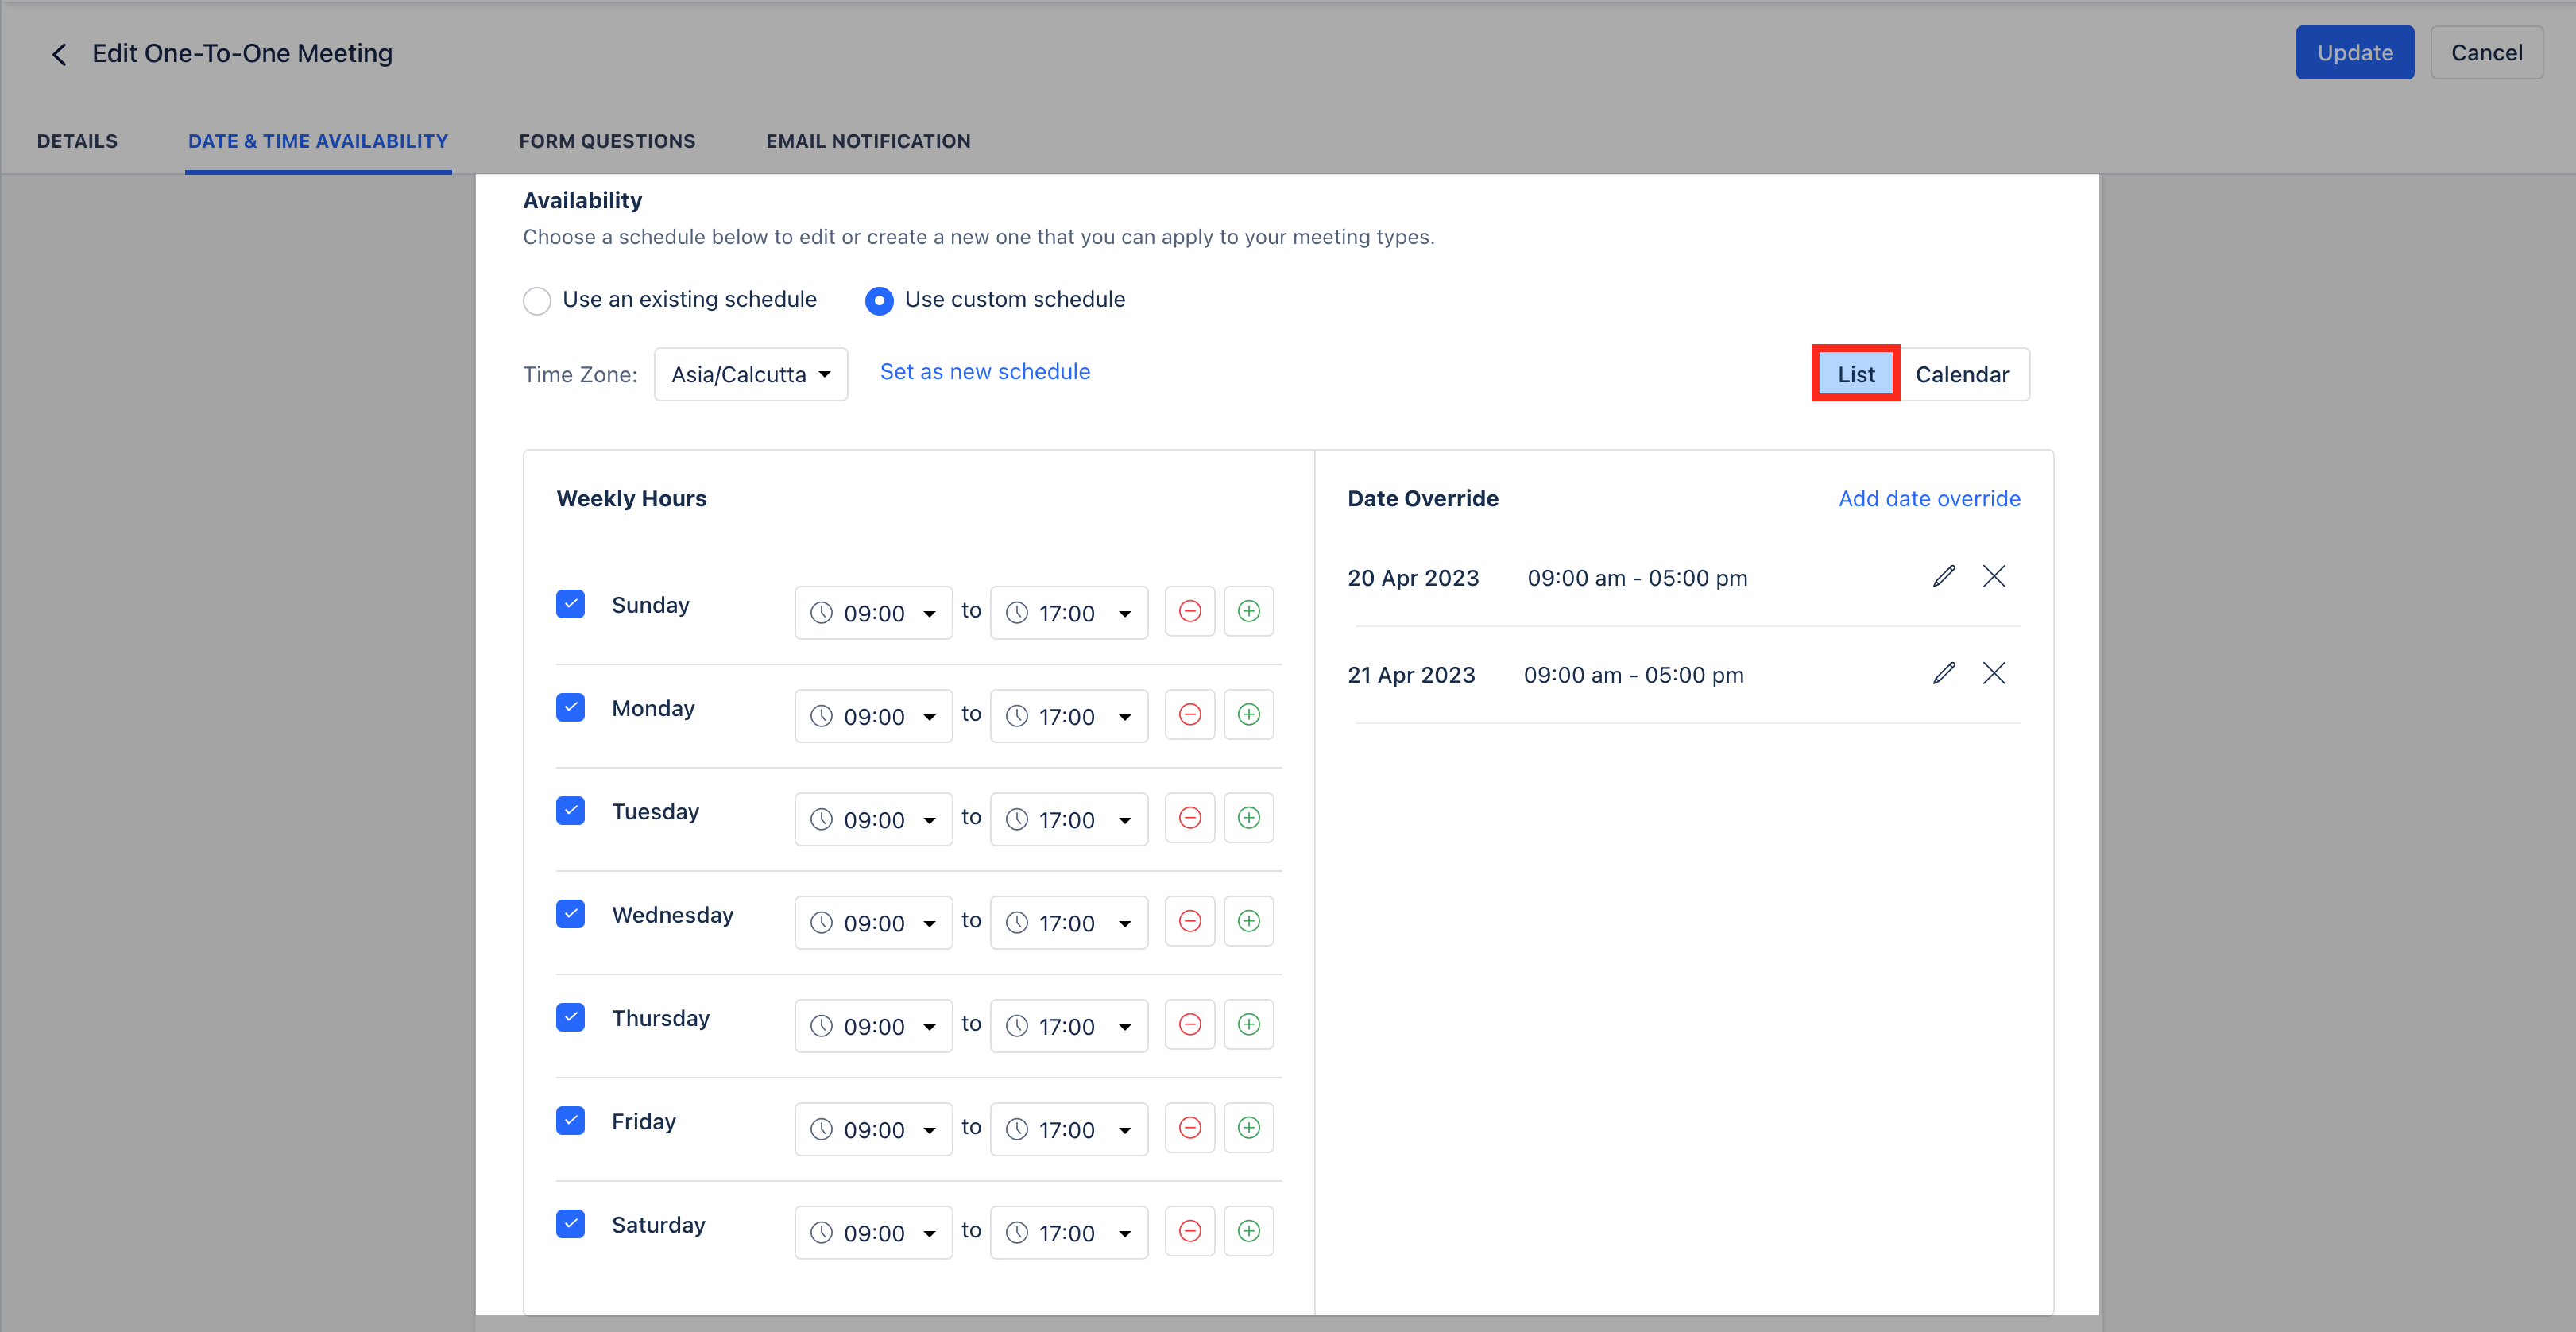 Edit One-To-One Meeting
Update
Cancel
DETAILS
DATE & TIME AVAILABILITY
FORM QUESTIONS
EMAIL NOTIFICATION
Availability
Choose a schedule below to edit or create a new one that you can apply to your meeting types.
Use an existing schedule
Use custom schedule
Time Zone:
Asia/Calcutta
Set as new schedule
List
Calendar
Weekly Hours
Sunday 09:00 to 17:00
Monday 09:00 to 17:00
Tuesday 09:00 to 17:00
Wednesday 09:00 to 17:00
Thursday 09:00 to 17:00
Friday 09:00 to 17:00
Saturday 09:00 to 17:00
Date Override
Add date override
20 Apr 2023 09:00 am - 05:00 pm
21 Apr 2023 09:00 am - 05:00 pm